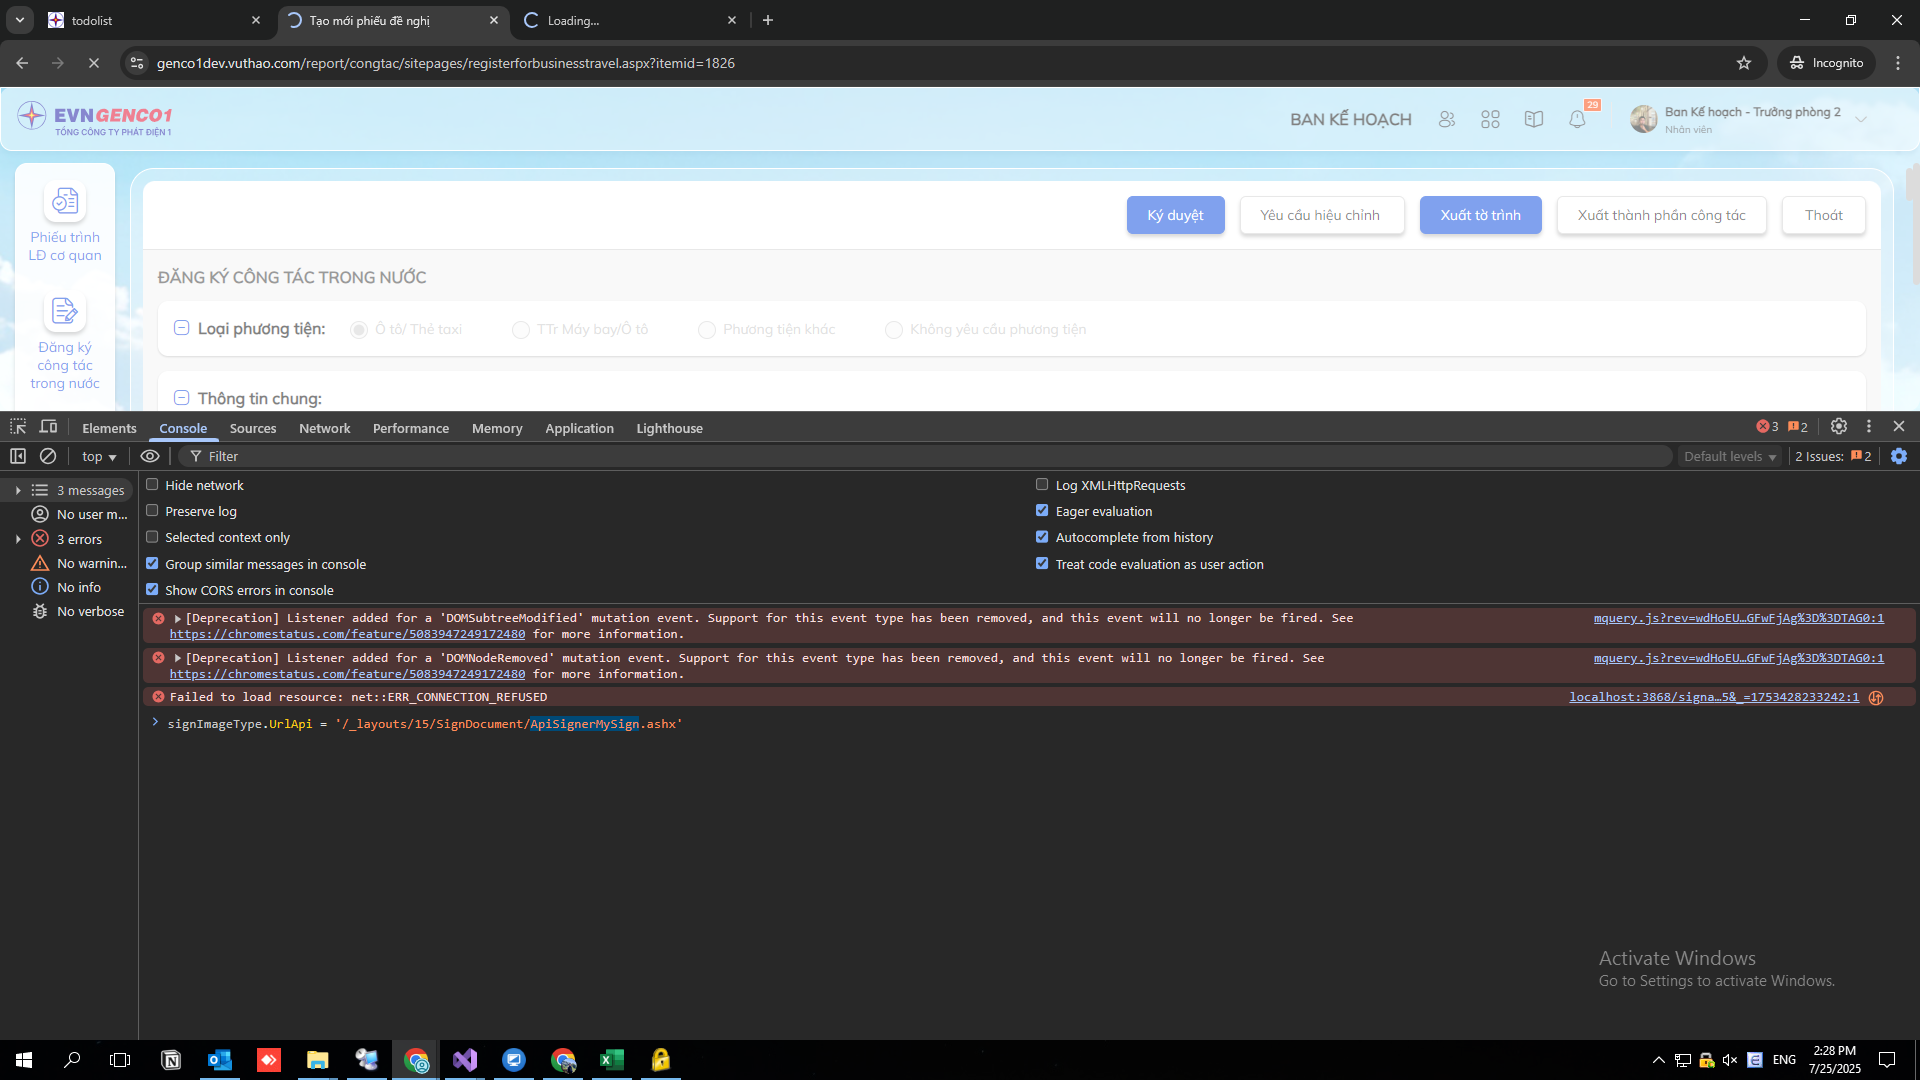 todolist
Tạo mới phiếu đề nghị
Loading...
genco1dev.vuthao.com/report/congtac/sitepages/registerforbusinesstravel.aspx?itemid=1826
Incognito
EVNGENCO1
TỔNG CÔNG TY PHÁT ĐIỆN 1
BAN KẾ HOẠCH
29
Ban Kế hoạch - Trưởng phòng 2
Nhân viên
Phiếu trình
LĐ cơ quan
Đăng ký
công tác
trong nước
Ký duyệt
Yêu cầu hiệu chỉnh
Xuất tờ trình
Xuất thành phần công tác
Thoát
ĐĂNG KÝ CÔNG TÁC TRONG NƯỚC
Loại phương tiện:
Ô tô/ Thẻ taxi
TTr Máy bay/Ô tô
Phương tiện khác
Không yêu cầu phương tiện
Thông tin chung:
Elements
Console
Sources
Network
Performance
Memory
Application
Lighthouse
3
2
top
Filter
Default levels
2 Issues:
2
3 messages
No user m...
3 errors
No warnin...
No info
No verbose
Hide network
Preserve log
Selected context only
Group similar messages in console
Show CORS errors in console
Log XMLHttpRequests
Eager evaluation
Autocomplete from history
Treat code evaluation as user action
[Deprecation] Listener added for a 'DOMSubtreeModified' mutation event. Support for this event type has been removed, and this event will no longer be fired. See
https://chromestatus.com/feature/5083947249172480 for more information.
mquery.js?rev=wdHoEU…GFwFjAg%3D%3DTAG0:1
[Deprecation] Listener added for a 'DOMNodeRemoved' mutation event. Support for this event type has been removed, and this event will no longer be fired. See
https://chromestatus.com/feature/5083947249172480 for more information.
mquery.js?rev=wdHoEU…GFwFjAg%3D%3DTAG0:1
Failed to load resource: net::ERR_CONNECTION_REFUSED
localhost:3868/signa…5&_=1753428233242:1
signImageType.UrlApi = '/_layouts/15/SignDocument/ApiSignerMySign.ashx'
Activate Windows
Go to Settings to activate Windows.
ENG
2:28 PM
7/25/2025